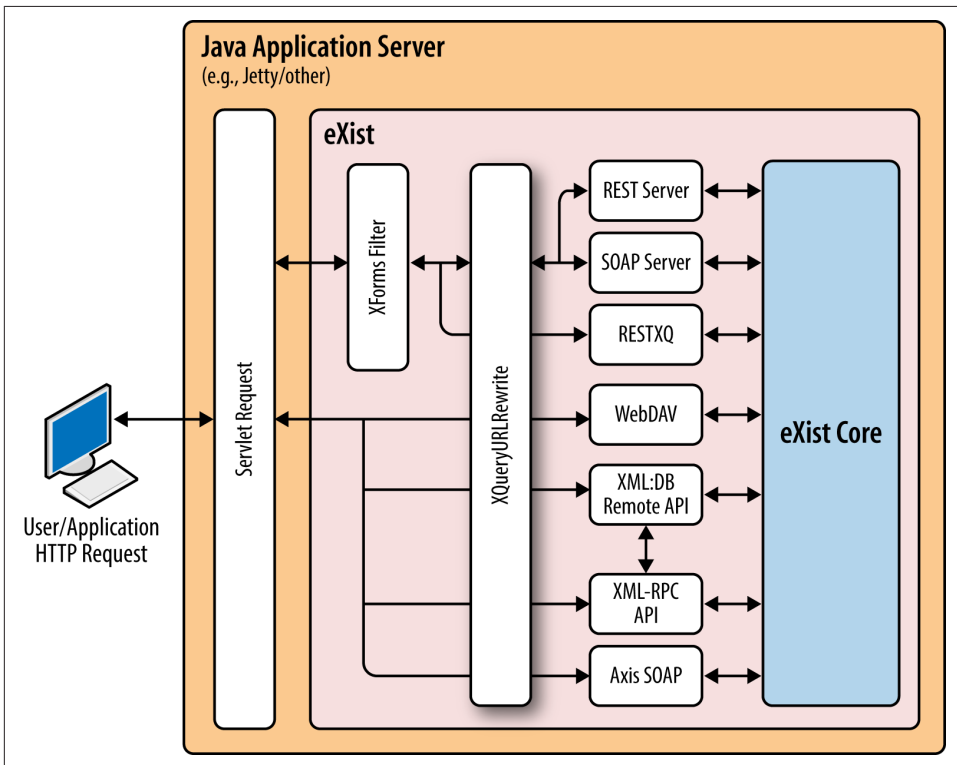 Java Application Server
(e.g., Jetty/other)
eXist
Servlet Request
XForms Filter
XQueryURLRewrite
REST Server
SOAP Server
RESTXQ
WebDAV
XML:DB
Remote API
XML-RPC
API
Axis SOAP
eXist Core
User/Application
HTTP Request